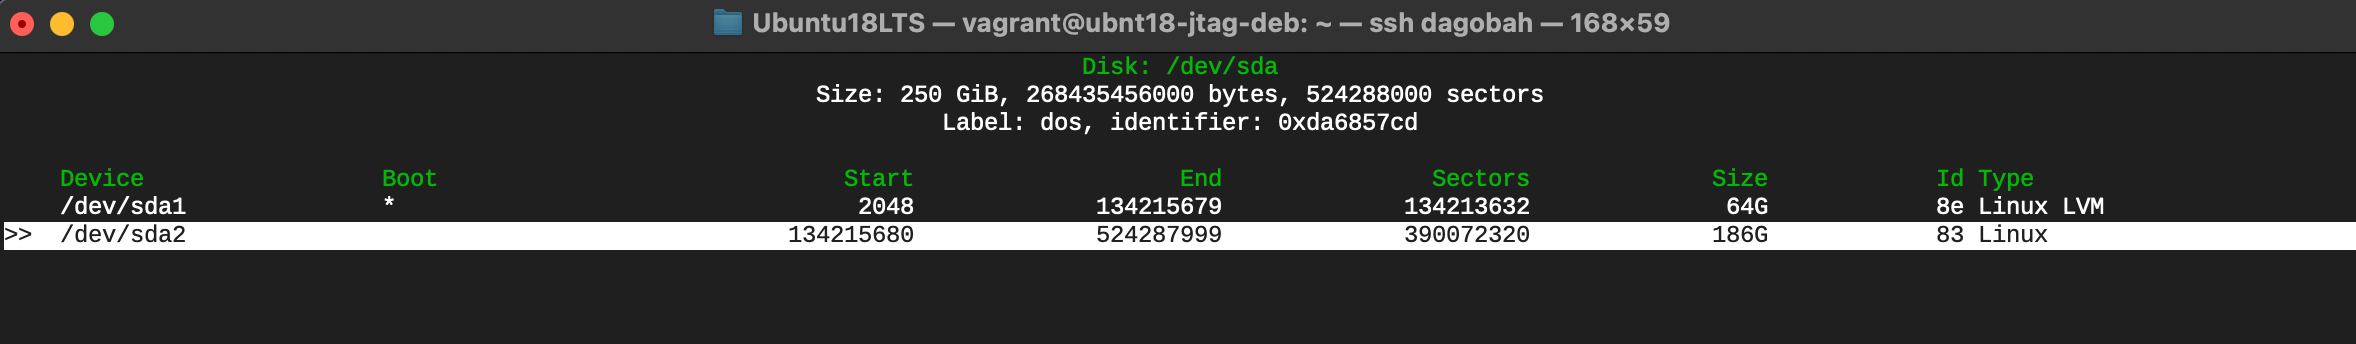 Ubuntu18LTS — vagrant@ubnt18-jtag-deb: ~ — ssh dagobah — 168×59
Disk: /dev/sda
Size: 250 GiB, 268435456000 bytes, 524288000 sectors
Label: dos, identifier: 0xda6857cd
Device Boot Start End Sectors Size Id Type
/dev/sda1 * 2048 134215679 134213632 64G 8e Linux LVM
>> /dev/sda2 134215680 524287999 390072320 186G 83 Linux